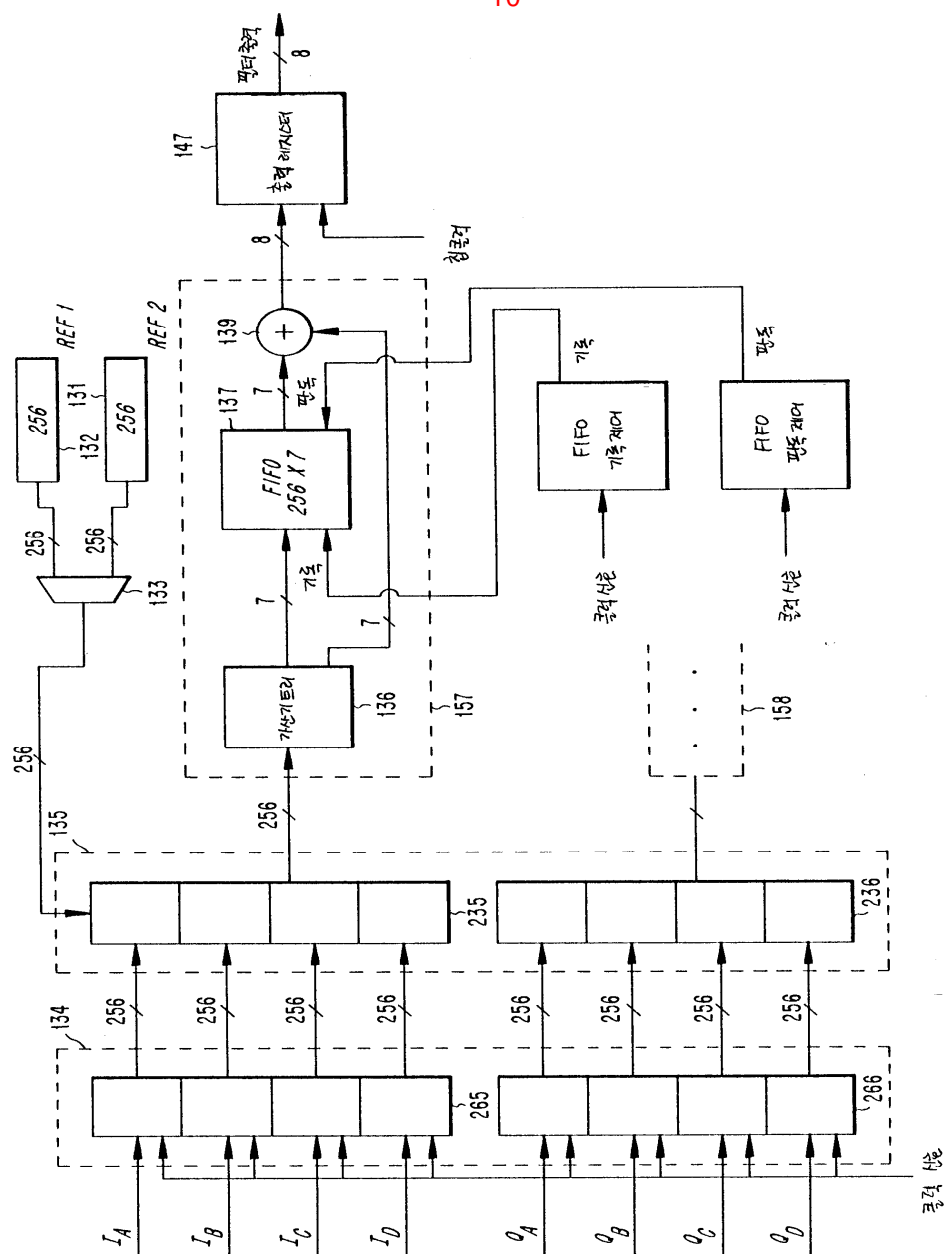 10
REF 1
256
132
REF 2
256
131
256
256
133
256
135
134
I_A
I_B
I_C
I_D
Q_A
Q_B
Q_C
Q_D
클럭 신호
256
256
256
256
256
256
256
256
265
266
235
236
256
가산기 트리
136
157
7
7
기록
FIFO
256 X 7
137
판독
7
139
+
8
칩클럭
출력 레지스터
147
필터출력
8
158
클럭 신호
FIFO
기록 제어
기록
클럭 신호
FIFO
판독 제어
판독